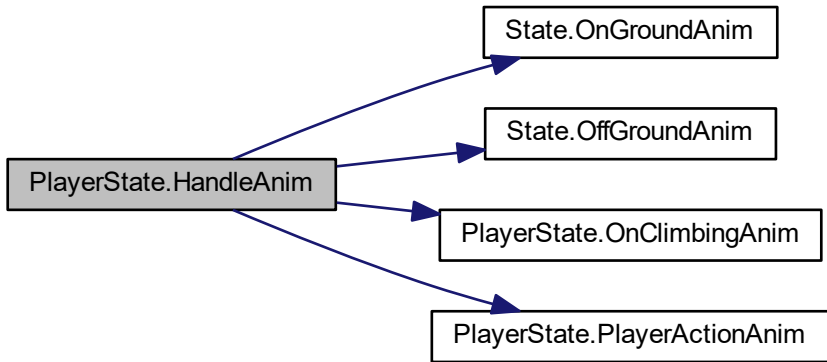 State.OnGroundAnim
State.OffGroundAnim
PlayerState.HandleAnim
PlayerState.OnClimbingAnim
PlayerState.PlayerActionAnim